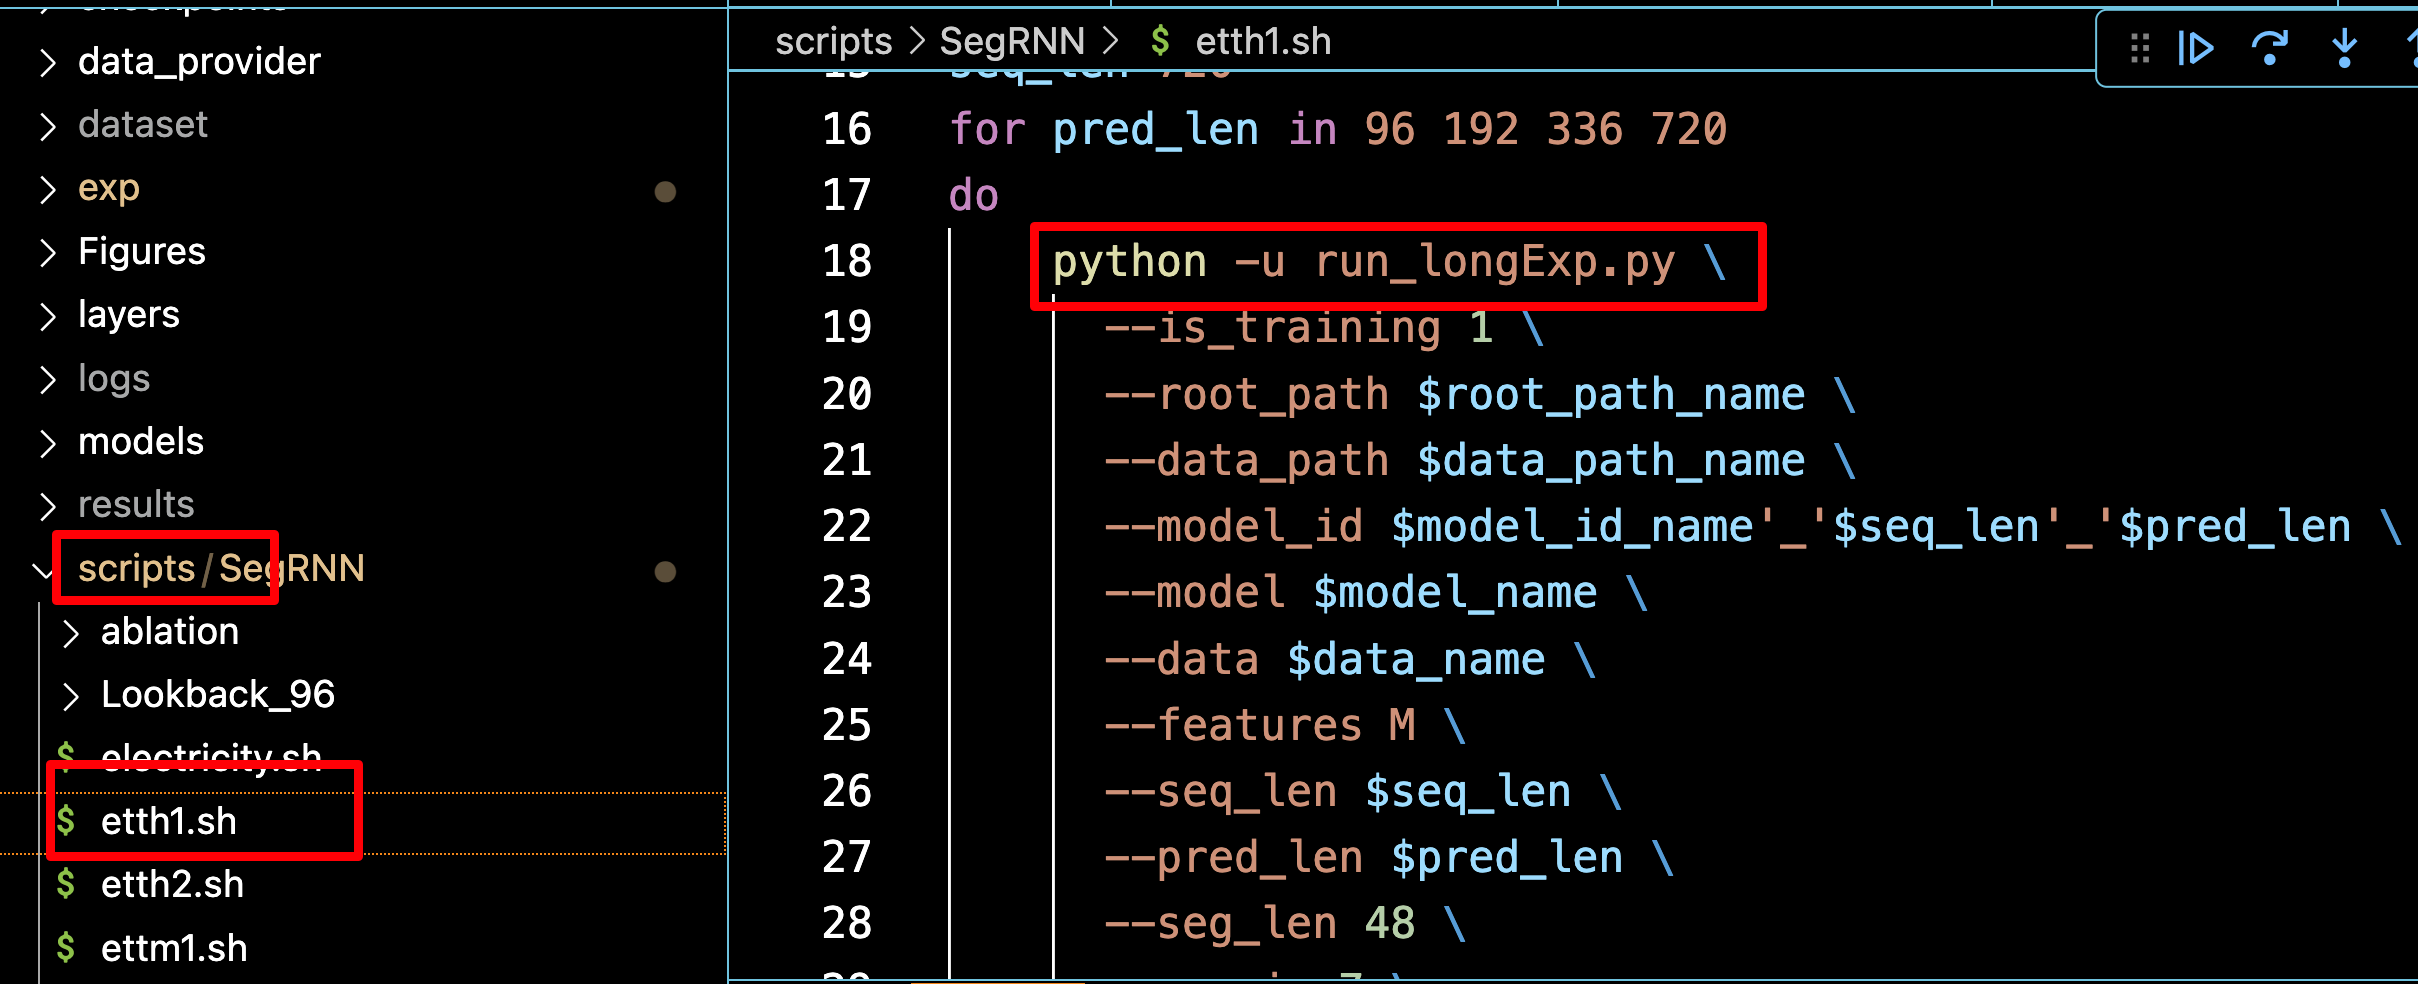 data_provider
dataset
exp
Figures
layers
logs
models
results
scripts/SegRNN
ablation
Lookback_96
$ electricity.sh
$ etth1.sh
$ etth2.sh
$ ettm1.sh
scripts > SegRNN > $ etth1.sh
16 for pred_len in 96 192 336 720
17 do
18 python -u run_longExp.py \
19 --is_training 1 \
20 --root_path $root_path_name \
21 --data_path $data_path_name \
22 --model_id $model_id_name'_'$seq_len'_'$pred_len \
23 --model $model_name \
24 --data $data_name \
25 --features M \
26 --seq_len $seq_len \
27 --pred_len $pred_len \
28 --seg_len 48 \